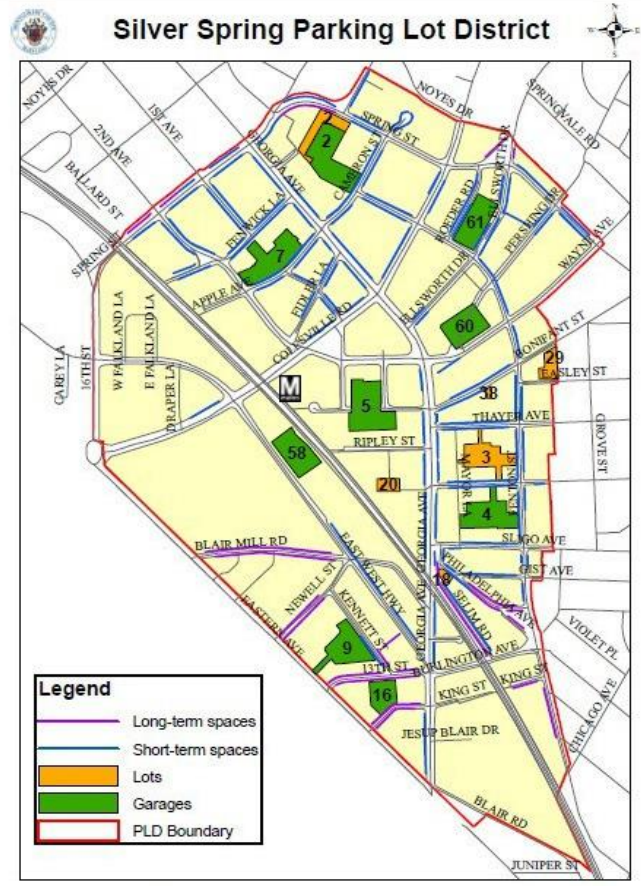 Silver Spring Parking Lot District
N
W
E
S
NOYES DR
NOYES DR
SPRINGVALE RD
1ST AVE
2ND AVE
BALLARD ST
GEORGIA AVE
2
2
SPRING ST
CAMERON ST
ELLSWORTH DR
ROEDER RD
61
PERSHING DR
WAYNE AVE
FENWICK LA
SPRING ST
7
APPLE AVE
FIDLER LA
ELLSWORTH DR
COLESVILLE RD
60
BONIFANT ST
29
EASLEY ST
CAREY LA
16TH ST
W FALKLAND LA
E FALKLAND LA
DRAPER LA
M
5
38
THAYER AVE
GROVE ST
58
RIPLEY ST
3
MAYOR LA
FENTON ST
20
4
SLIGO AVE
GEORGIA AVE
BLAIR MILL RD
EAST WEST HWY
PHILADELPHIA AVE
GIST AVE
18
SELIM RD
NEWELL ST
EASTERN AVE
KENNETT ST
GEORGIA AVE
VIOLET PL
9
13TH ST
BURLINGTON AVE
16
KING ST
KING ST
CHICAGO AVE
JESUP BLAIR DR
BLAIR RD
JUNIPER ST
Legend
Long-term spaces
Short-term spaces
Lots
Garages
PLD Boundary